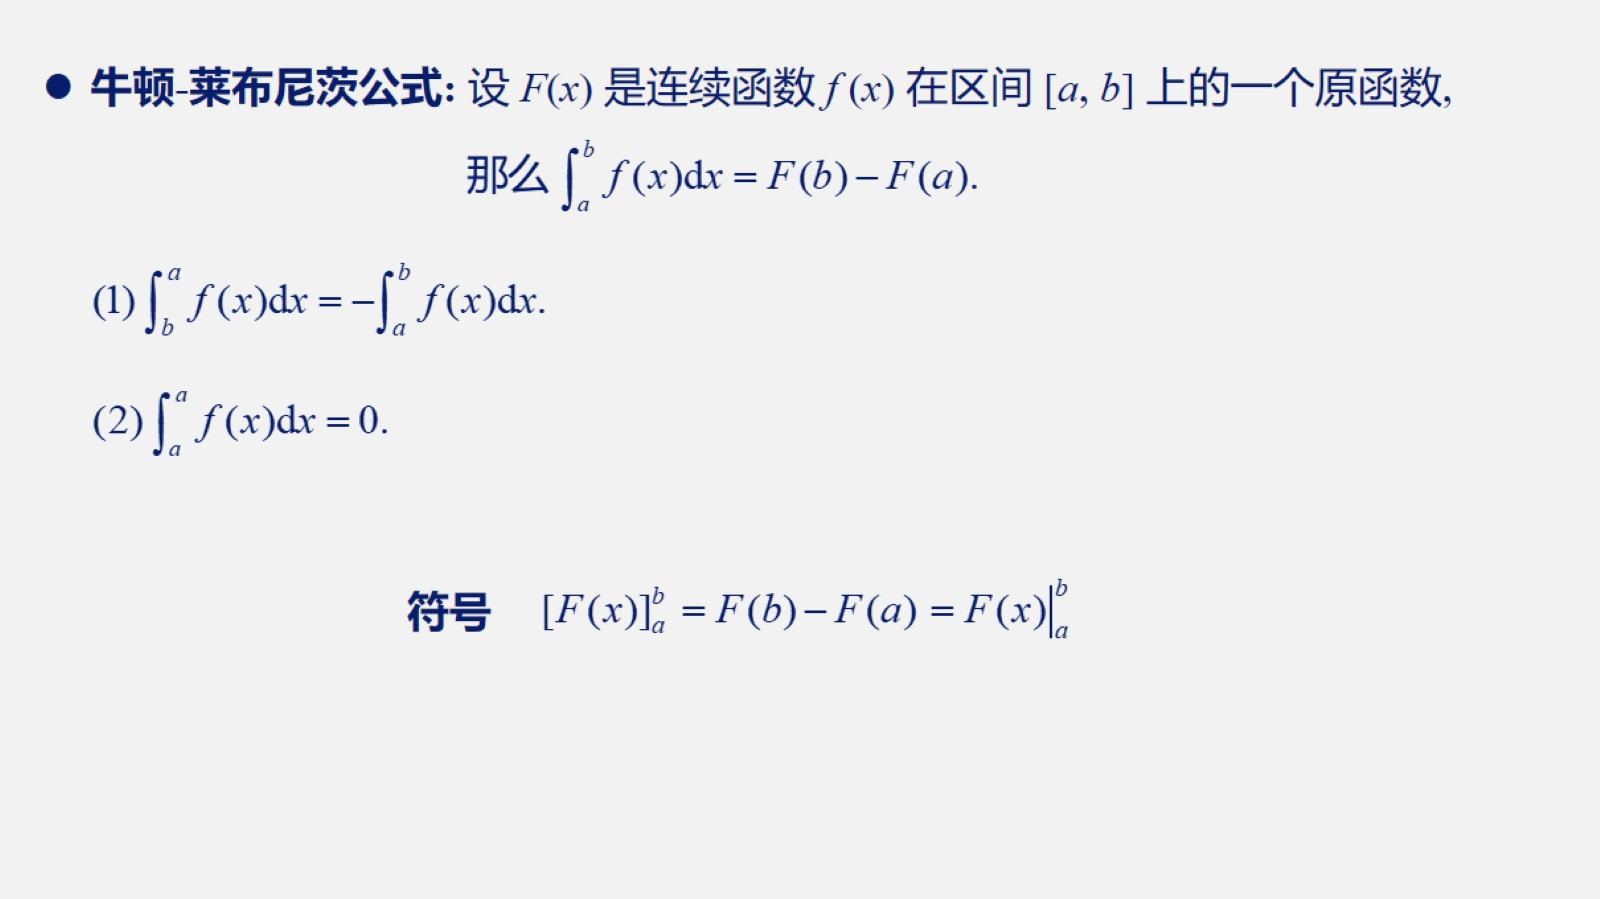 ● 牛顿-莱布尼茨公式: 设 F(x) 是连续函数 f (x) 在区间 [a, b] 上的一个原函数,
那么 ∫_a^b f(x)dx = F(b) − F(a).
(1) ∫_b^a f(x)dx = −∫_a^b f(x)dx.
(2) ∫_a^a f(x)dx = 0.
符号 [F(x)]_a^b = F(b) − F(a) = F(x)|_a^b